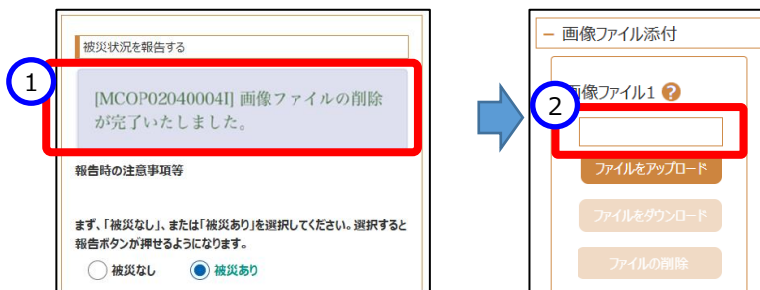 被災状況を報告する
1
[MCOP02040004I] 画像ファイルの削除
が完了いたしました。
報告時の注意事項等
まず、「被災なし」、または「被災あり」を選択してください。選択すると
報告ボタンが押せるようになります。
被災なし 被災あり
− 画像ファイル添付
2
画像ファイル1 ?
ファイルをアップロード
ファイルをダウンロード
ファイルの削除